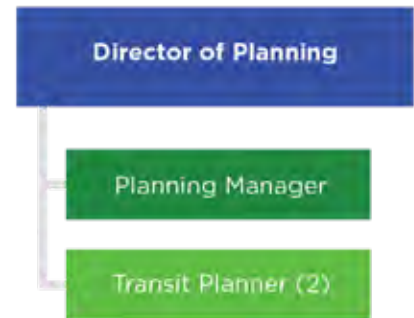 Director of Planning
Planning Manager
Transit Planner (2)